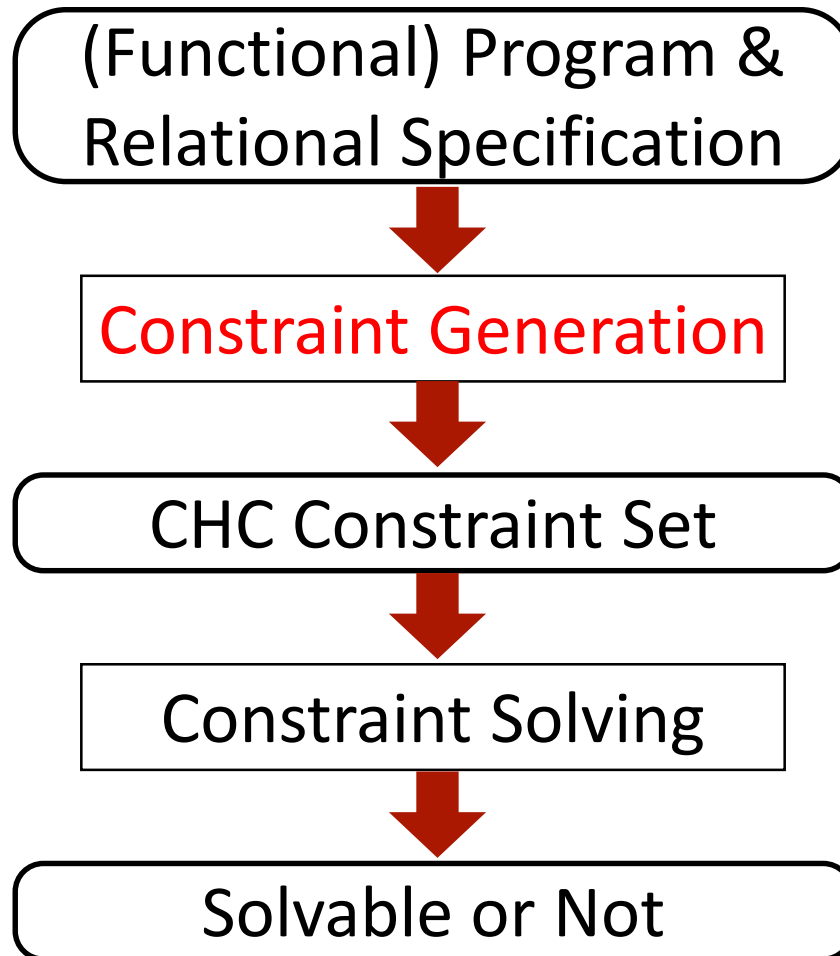 (Functional) Program &
Relational Specification
Constraint Generation
CHC Constraint Set
Constraint Solving
Solvable or Not